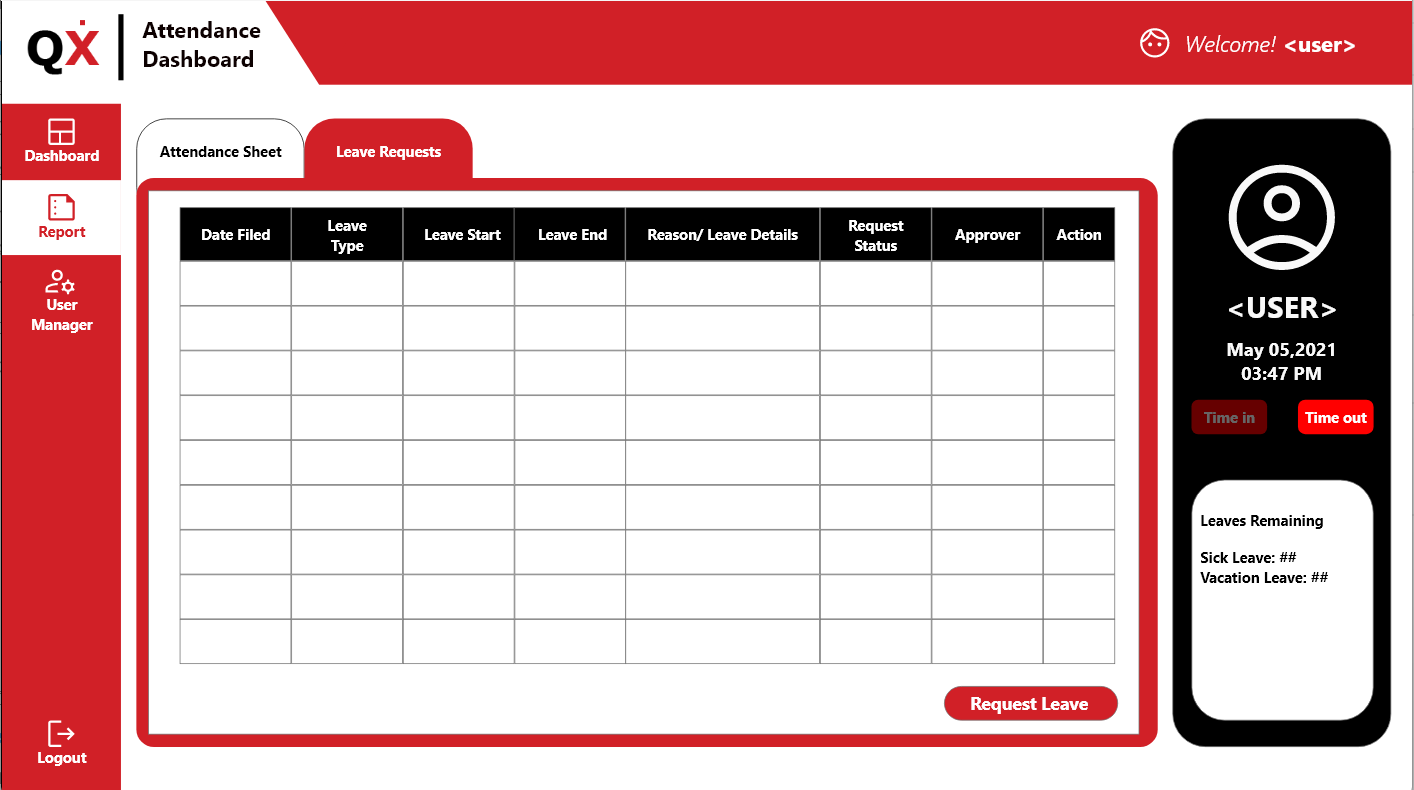 QX
Attendance
Dashboard
Welcome! <user>
Dashboard
Report
User
Manager
Logout
Attendance Sheet
Leave Requests
Date Filed
Leave
Type
Leave Start
Leave End
Reason/ Leave Details
Request
Status
Approver
Action
Request Leave
<USER>
May 05,2021
03:47 PM
Time in
Time out
Leaves Remaining
Sick Leave: ##
Vacation Leave: ##